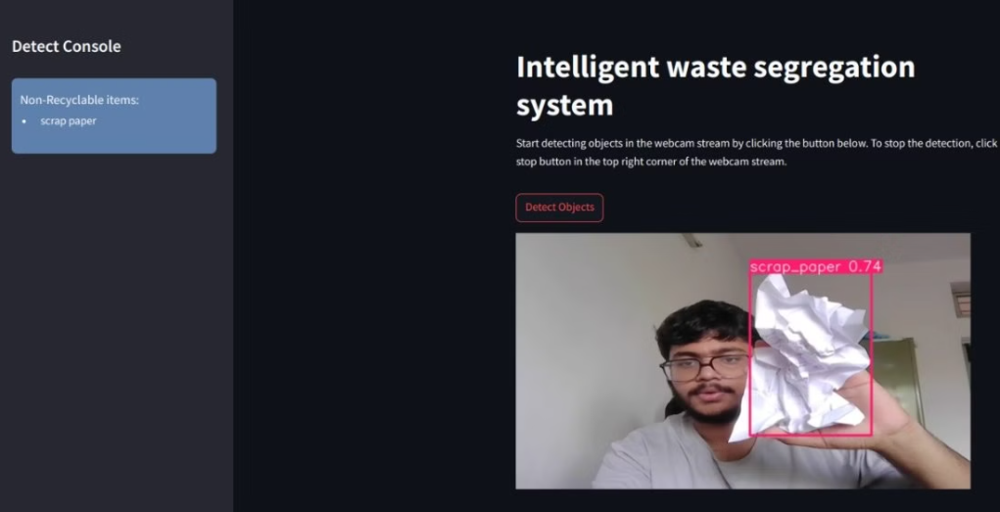 Detect Console
Non-Recyclable items:
• scrap paper
Intelligent waste segregation
system
Start detecting objects in the webcam stream by clicking the button below. To stop the detection, click
stop button in the top right corner of the webcam stream.
Detect Objects
scrap_paper 0.74